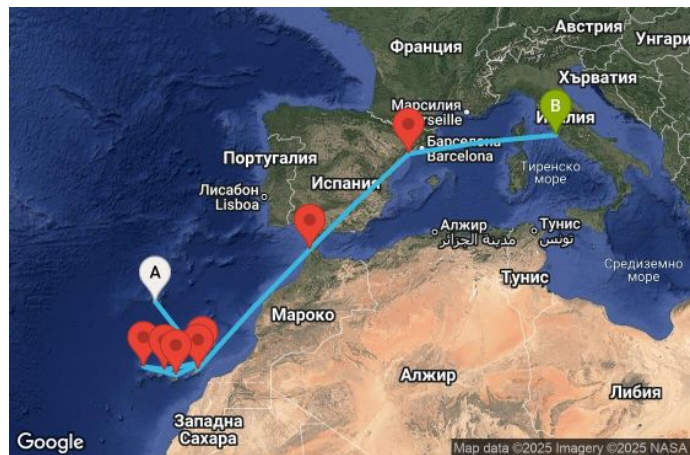 Австрия
Франция
Унгари
Хърватия
Марсилия
B
Италия
Барселона
Barcelona
Португалия
Тиренско
море
Испания
Лисабон
Lisboa
Алжир
مدينة الجزائر
Тунис
تونس
A
Средиземно
море
Тунис
Мароко
Алжир
Либия
Западна
Сахара
Google
Map data ©2025 Imagery ©2025 NASA